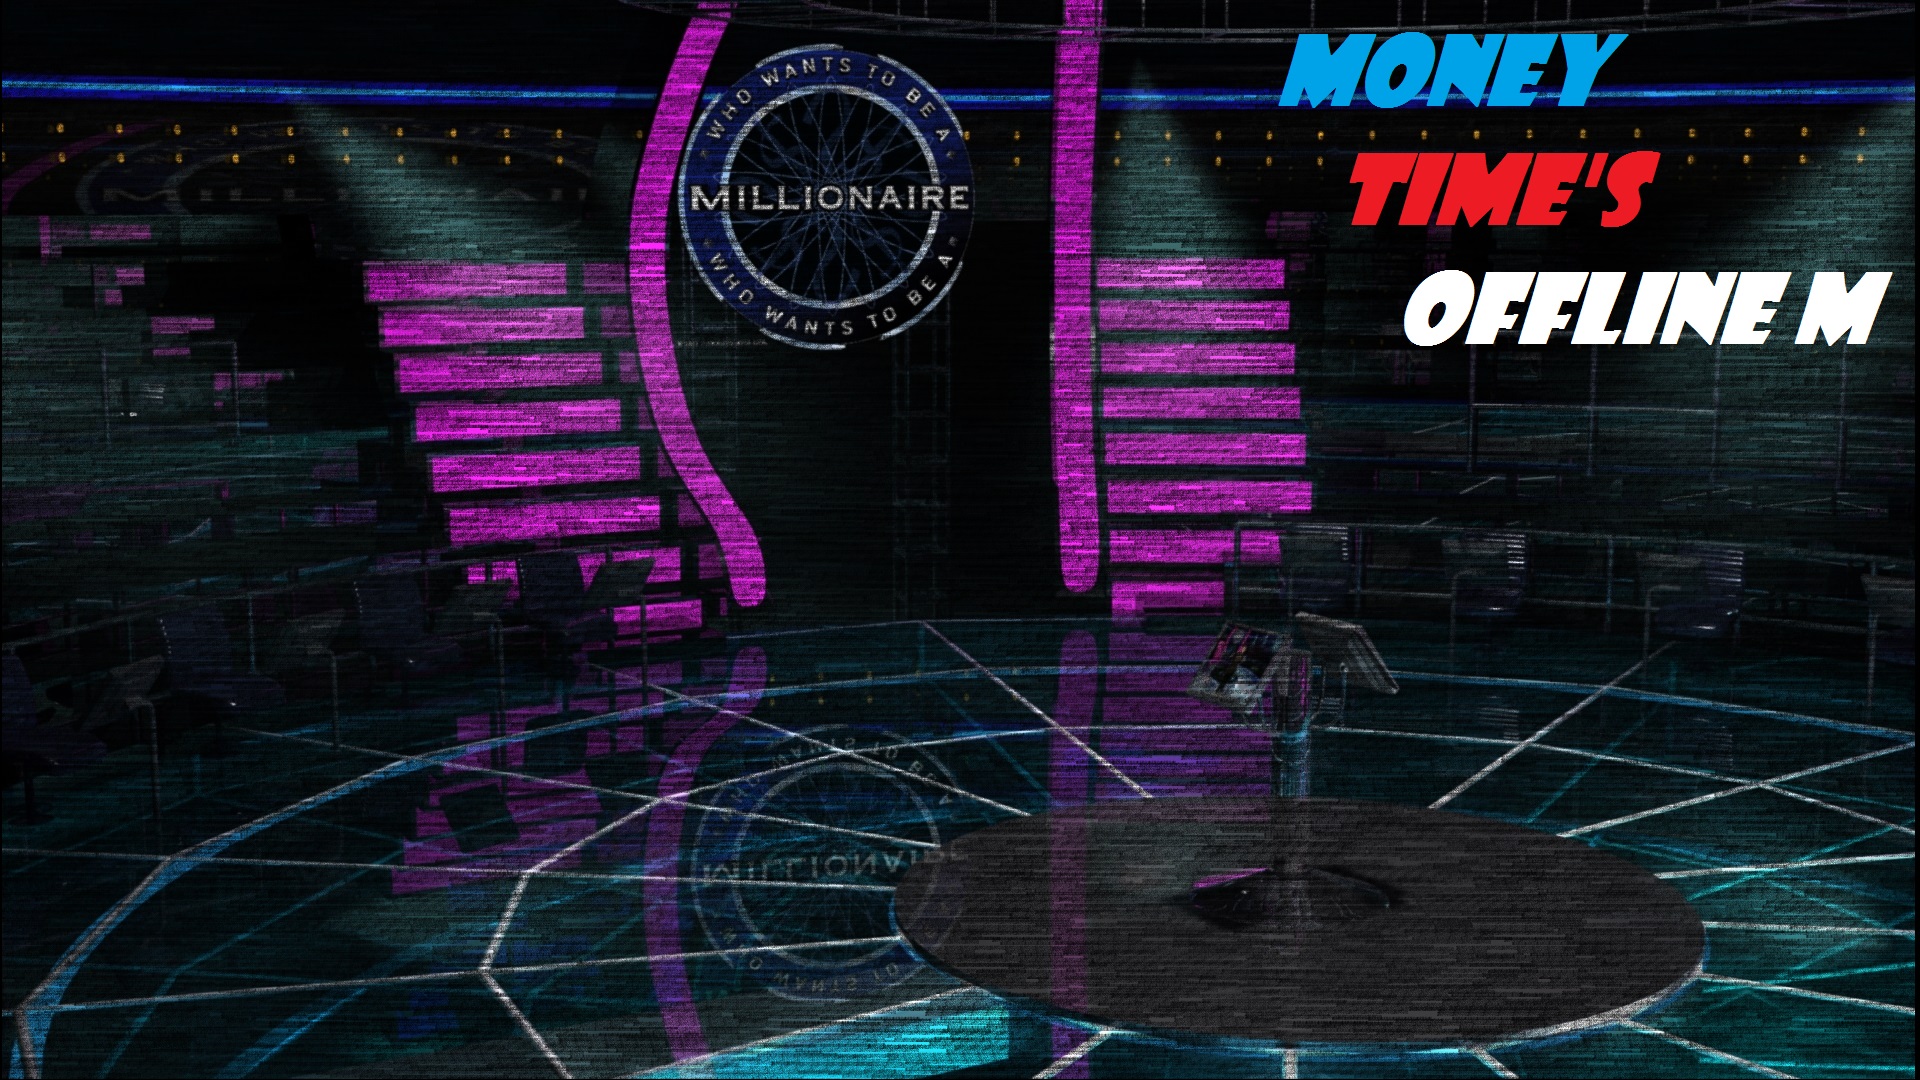 WHO WANTS TO BE A
MILLIONAIRE
WHO WANTS TO BE A
MONEY
TIME'S
OFFLINE M